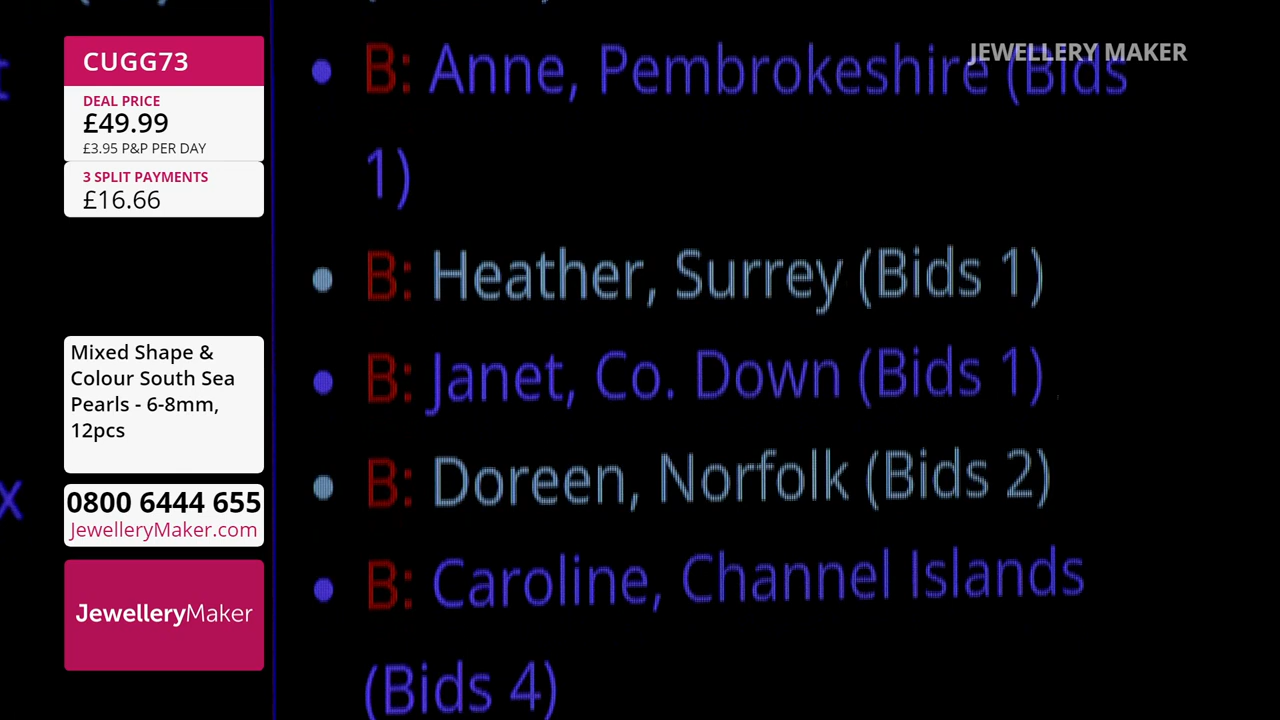 CUGG73
DEAL PRICE
£49.99
£3.95 P&P PER DAY
3 SPLIT PAYMENTS
£16.66
Mixed Shape &
Colour South Sea
Pearls - 6-8mm,
12pcs
0800 6444 655
JewelleryMaker.com
JewelleryMaker
JEWELLERY MAKER
• B: Anne, Pembrokeshire (Bids
1)
• B: Heather, Surrey (Bids 1)
• B: Janet, Co. Down (Bids 1)
• B: Doreen, Norfolk (Bids 2)
• B: Caroline, Channel Islands
(Bids 4)
x